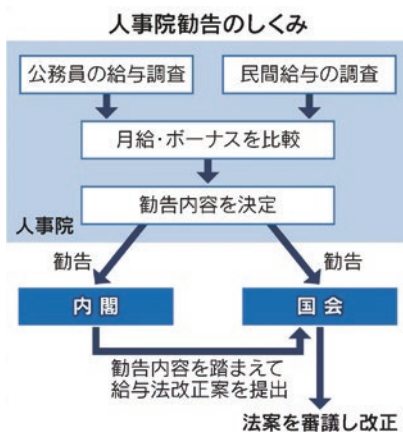 人事院勧告のしくみ
公務員の給与調査
民間給与の調査
月給・ボーナスを比較
勧告内容を決定
人事院
勧告
勧告
内閣
国会
勧告内容を踏まえて
給与法改正案を提出
法案を審議し改正